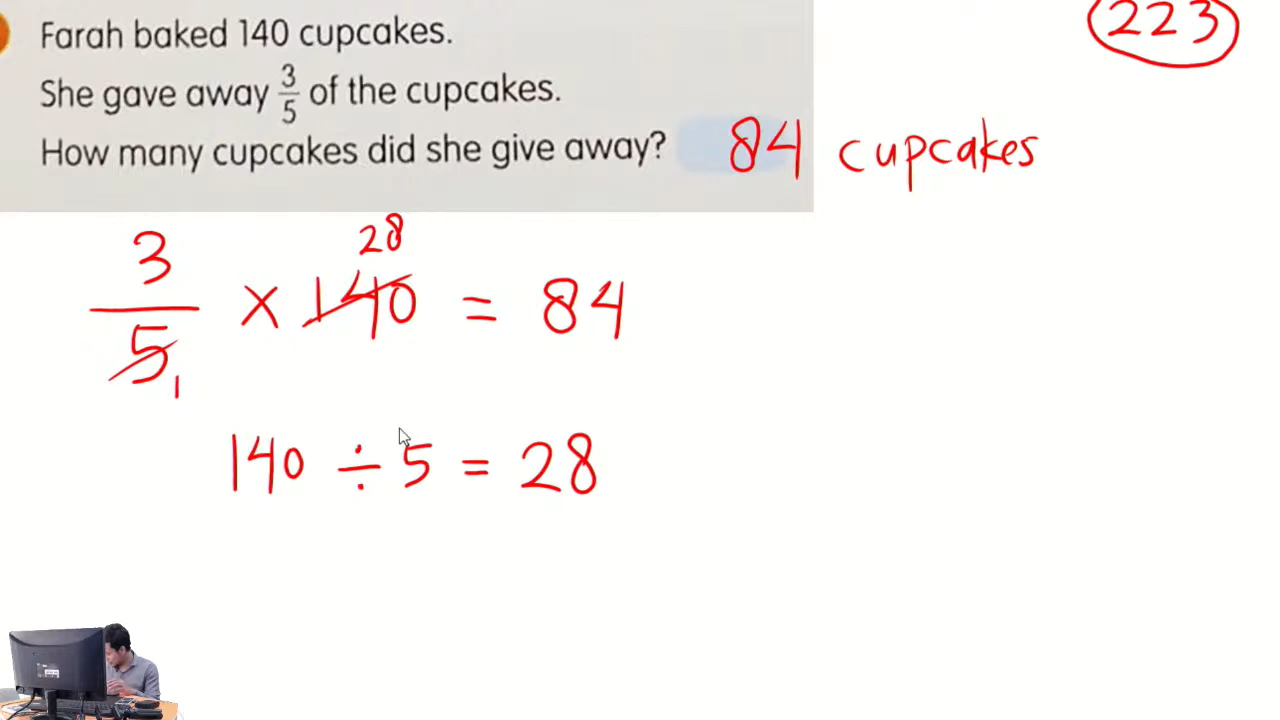 Farah baked 140 cupcakes.
223
She gave away 3/5 of the cupcakes.
How many cupcakes did she give away? 84 cupcakes
3/5 1 × 140 28 = 84
140 ÷ 5 = 28